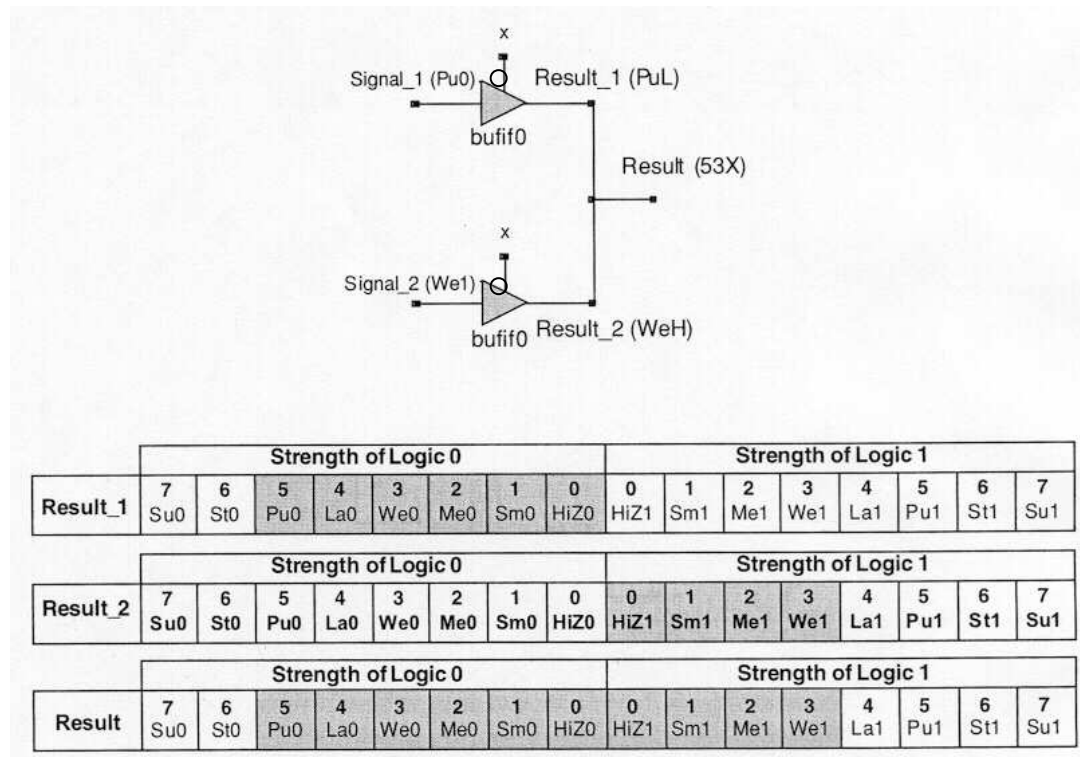 x
Signal_1 (Pu0)
Result_1 (PuL)
bufif0
Result (53X)
x
Signal_2 (We1)
bufif0
Result_2 (WeH)
Strength of Logic 0 Strength of Logic 1
Result_1 7 6 5 4 3 2 1 0 0 1 2 3 4 5 6 7
Su0 St0 Pu0 La0 We0 Me0 Sm0 HiZ0 HiZ1 Sm1 Me1 We1 La1 Pu1 St1 Su1
Strength of Logic 0 Strength of Logic 1
Result_2 7 6 5 4 3 2 1 0 0 1 2 3 4 5 6 7
Su0 St0 Pu0 La0 We0 Me0 Sm0 HiZ0 HiZ1 Sm1 Me1 We1 La1 Pu1 St1 Su1
Strength of Logic 0 Strength of Logic 1
Result 7 6 5 4 3 2 1 0 0 1 2 3 4 5 6 7
Su0 St0 Pu0 La0 We0 Me0 Sm0 HiZ0 HiZ1 Sm1 Me1 We1 La1 Pu1 St1 Su1